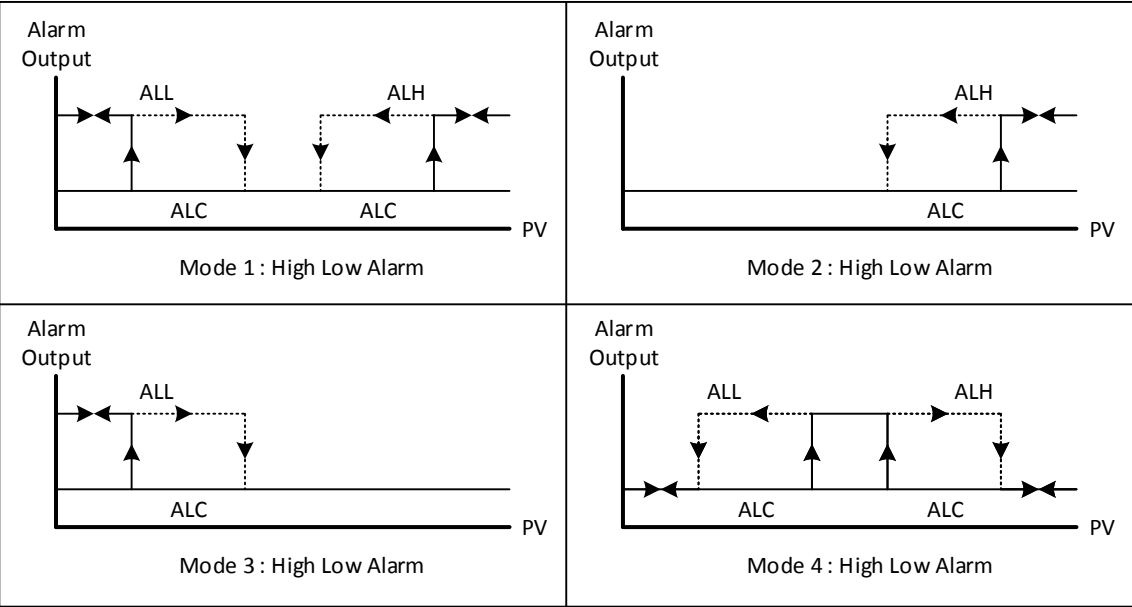 Alarm
Output
ALL
ALH
ALC
ALC
PV
Mode 1 : High Low Alarm
Alarm
Output
ALH
ALC
PV
Mode 2 : High Low Alarm
Alarm
Output
ALL
ALC
PV
Mode 3 : High Low Alarm
Alarm
Output
ALL
ALH
ALC
ALC
PV
Mode 4 : High Low Alarm